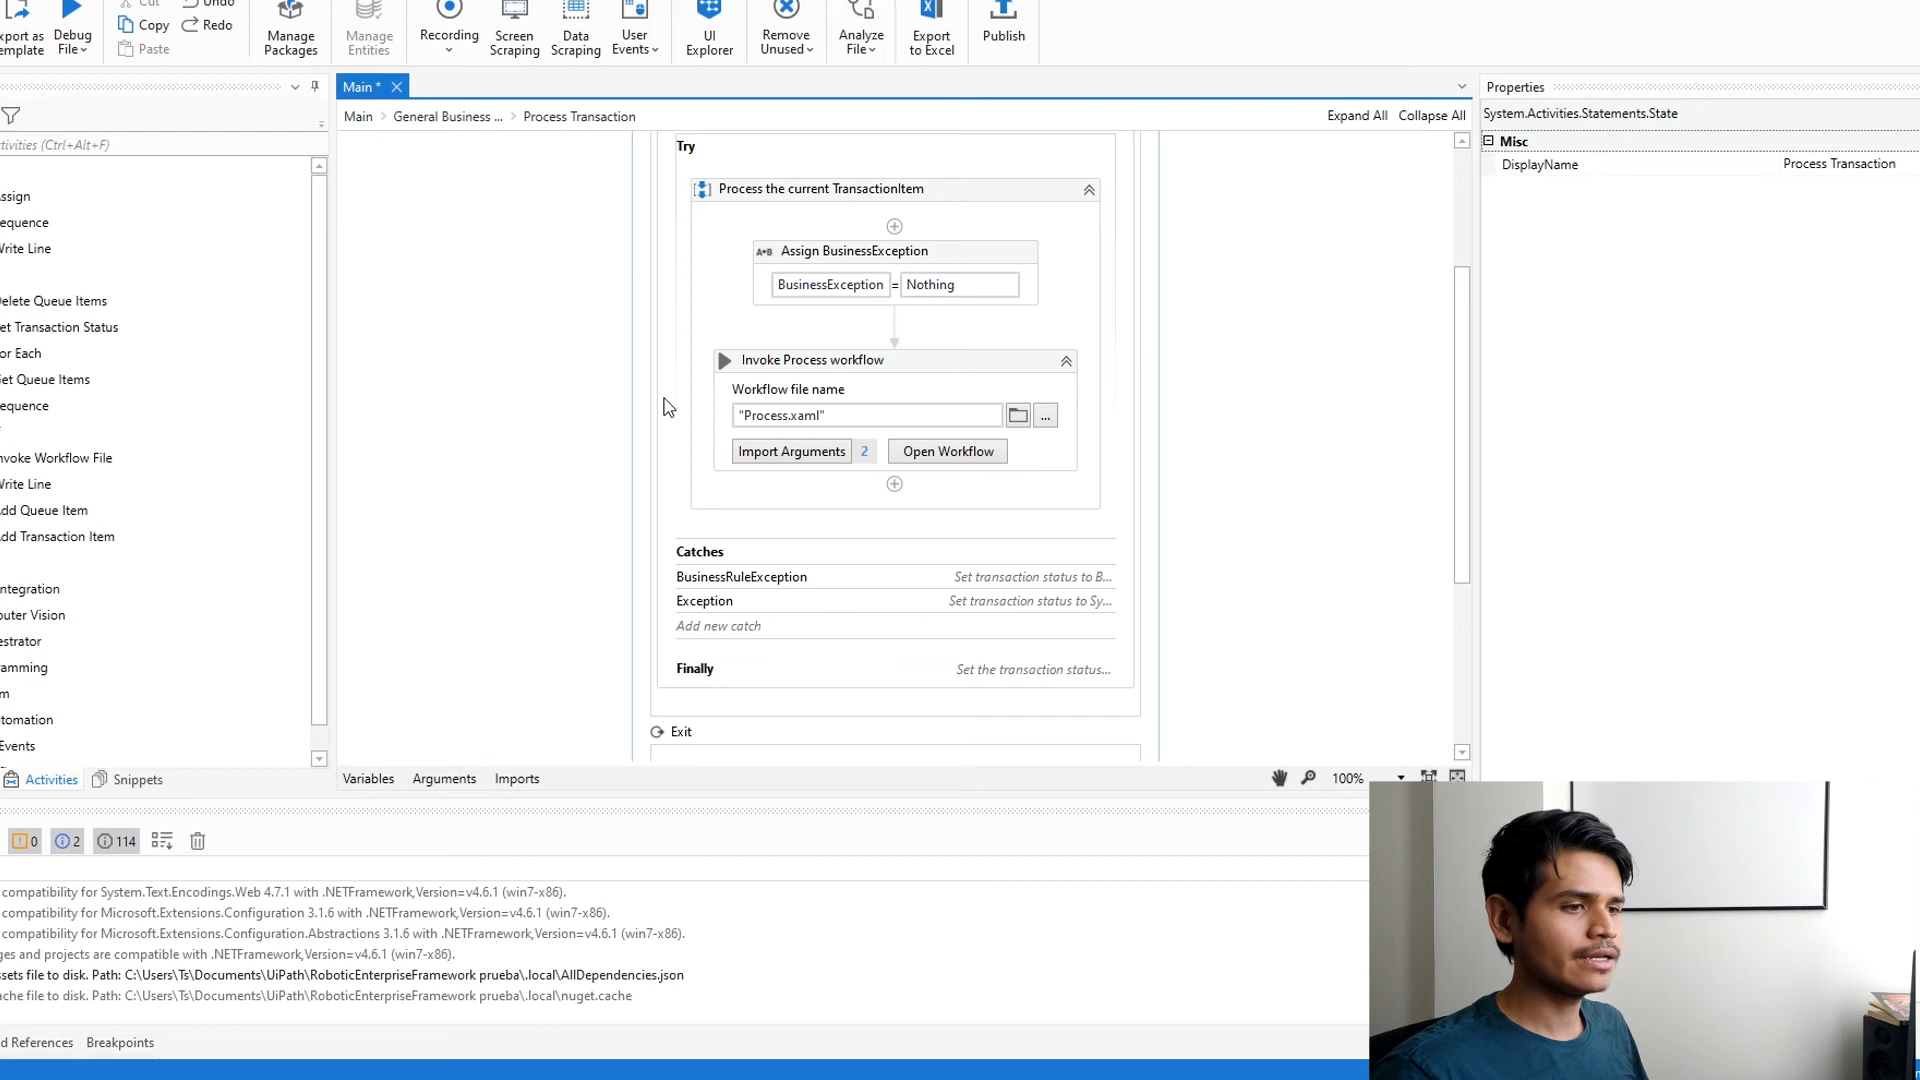 xport as
emplate
Debug
File
Cut
Copy
Paste
Undo
Redo
Manage
Packages
Manage
Entities
Recording
Screen
Scraping
Data
Scraping
User
Events
UI
Explorer
Remove
Unused
Analyze
File
Export
to Excel
Publish
Main *
Properties
Main > General Business ... > Process Transaction
Expand All Collapse All
System.Activities.Statements.State
Misc
DisplayName Process Transaction
tivities (Ctrl+Alt+F)
ssign
equence
Write Line
elete Queue Items
et Transaction Status
or Each
et Queue Items
equence
nvoke Workflow File
Write Line
dd Queue Item
dd Transaction Item
ntegration
puter Vision
estrator
ramming
m
tomation
Events
Activities Snippets
Try
Process the current TransactionItem
A+B Assign BusinessException
BusinessException = Nothing
Invoke Process workflow
Workflow file name
"Process.xaml" ...
Import Arguments 2 Open Workflow
Catches
BusinessRuleException Set transaction status to B...
Exception Set transaction status to Sy...
Add new catch
Finally Set the transaction status...
Exit
Variables Arguments Imports 100%
0 2 114
compatibility for System.Text.Encodings.Web 4.7.1 with .NETFramework,Version=v4.6.1 (win7-x86).
compatibility for Microsoft.Extensions.Configuration 3.1.6 with .NETFramework,Version=v4.6.1 (win7-x86).
compatibility for Microsoft.Extensions.Configuration.Abstractions 3.1.6 with .NETFramework,Version=v4.6.1 (win7-x86).
ges and projects are compatible with .NETFramework,Version=v4.6.1 (win7-x86).
ssets file to disk. Path: C:\Users\Ts\Documents\UiPath\RoboticEnterpriseFramework prueba\.local\AllDependencies.json
ache file to disk. Path: C:\Users\Ts\Documents\UiPath\RoboticEnterpriseFramework prueba\.local\nuget.cache
d References Breakpoints